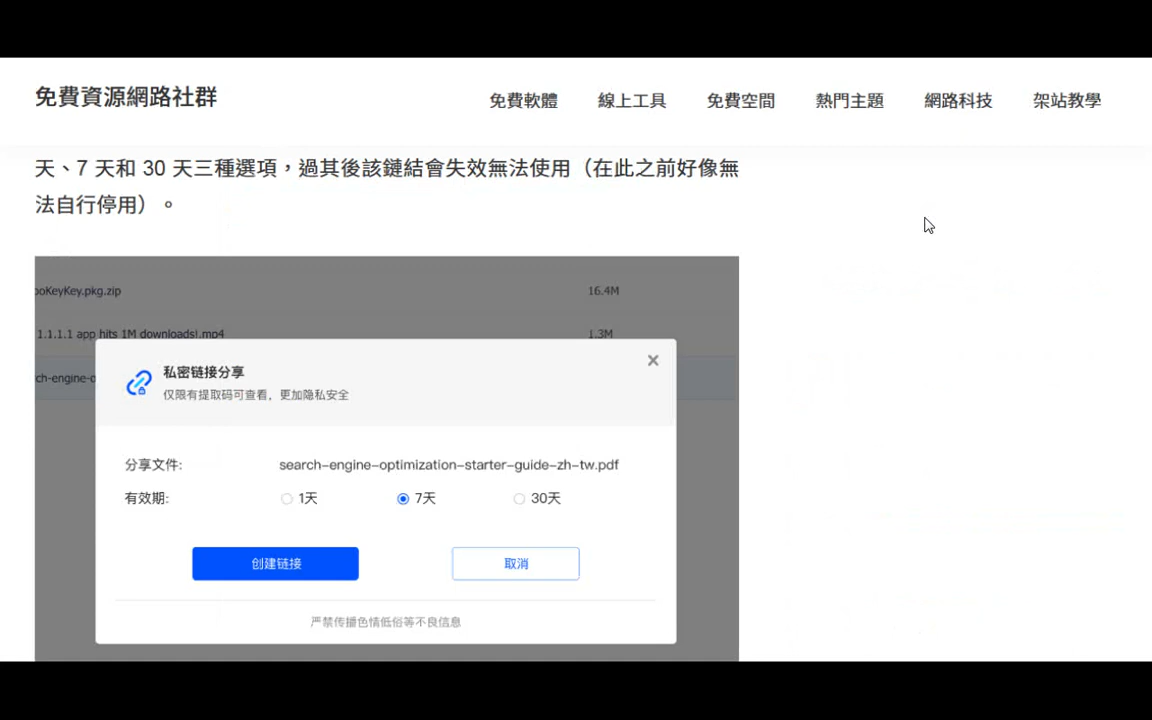 免費資源網路社群
免費軟體 線上工具 免費空間 熱門主題 網路科技 架站教學
天、7 天和 30 天三種選項，過其後該鏈結會失效無法使用（在此之前好像無
法自行停用）。
ooKeyKey.pkg.zip 16.4M
1.1.1.1 app hits 1M downloads!.mp4 1.3M
ch-engine-o
私密链接分享
仅限有提取码可查看，更加隐私安全
分享文件: search-engine-optimization-starter-guide-zh-tw.pdf
有效期: 1天 7天 30天
创建链接 取消
严禁传播色情低俗等不良信息